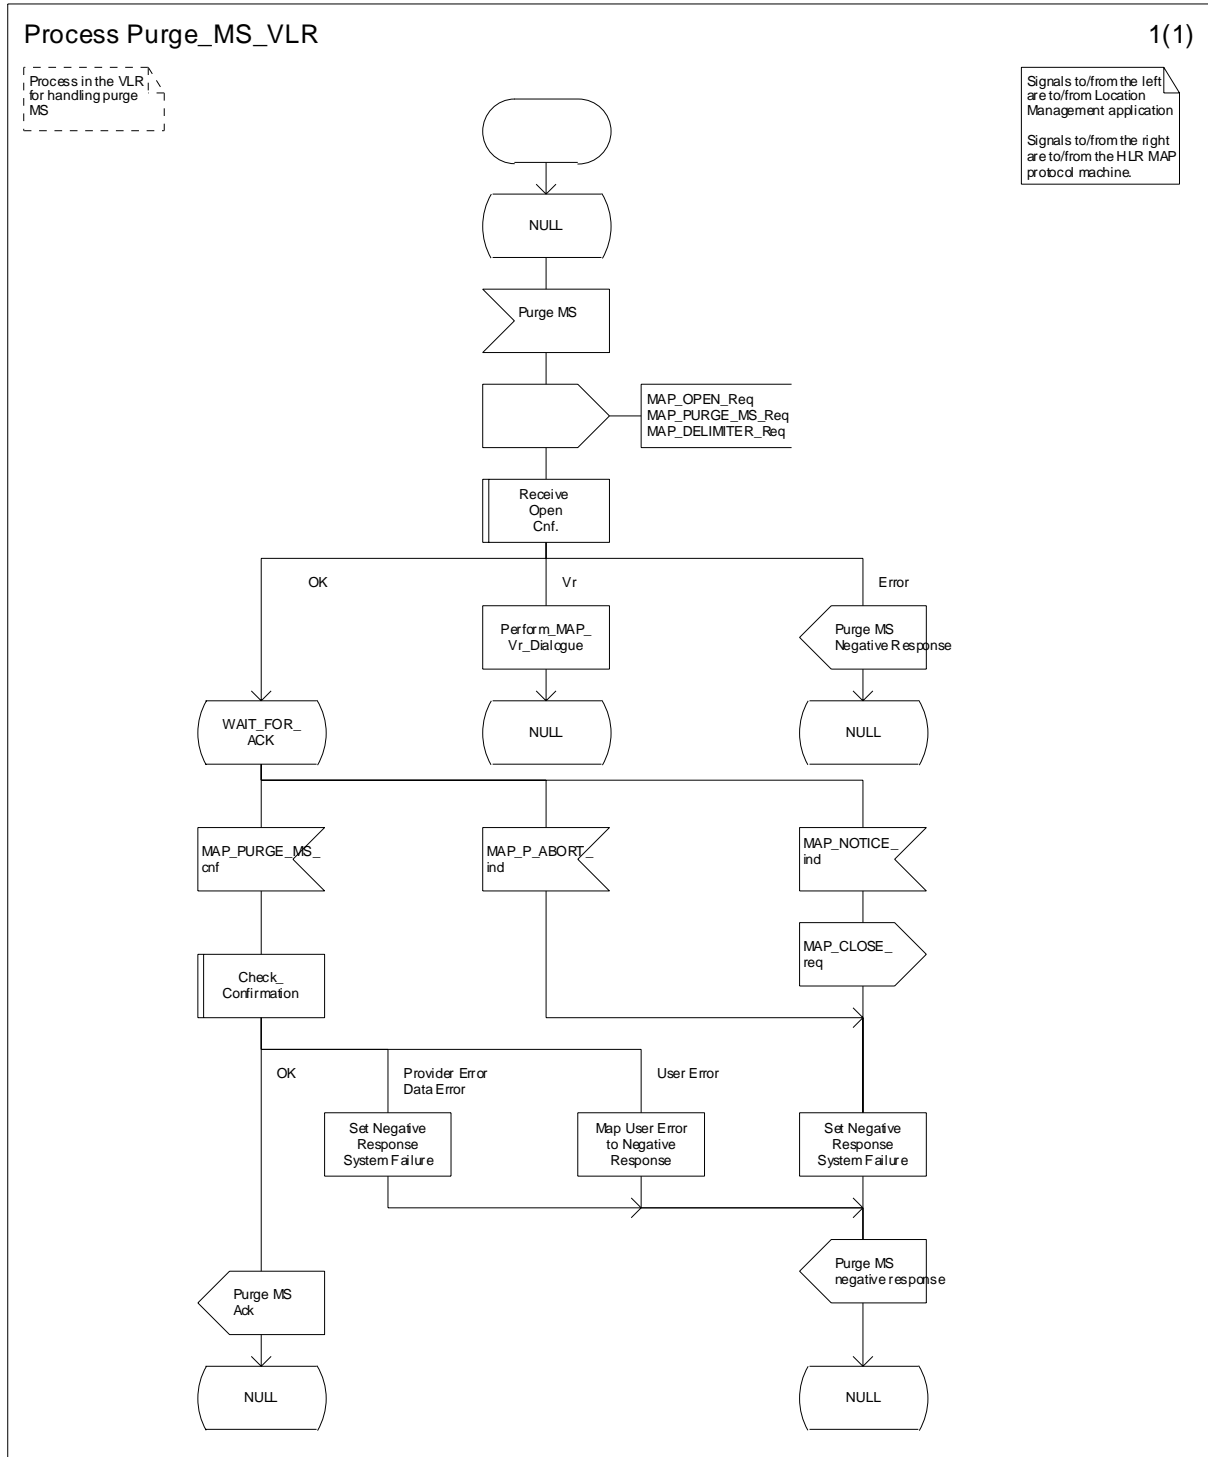 Process Purge_MS_VLR
1(1)
Process in the VLR
for handling purge
MS
Signals to/from the left
are to/from Location
Management application
Signals to/from the right
are to/from the HLR MAP
protocol machine.
NULL
Purge MS
MAP_OPEN_Req
MAP_PURGE_MS_Req
MAP_DELIMITER_Req
Receive
Open
Cnf.
OK
Vr
Error
Perform_MAP_
Vr_Dialogue
Purge MS
Negative Response
WAIT_FOR_
ACK
NULL
NULL
MAP_PURGE_MS_
cnf
MAP_P_ABORT_
ind
MAP_NOTICE_
ind
MAP_CLOSE_
req
Check_
Confirmation
OK
Provider Error
Data Error
User Error
Set Negative
Response
System Failure
Map User Error
to Negative
Response
Set Negative
Response
System Failure
Purge MS
negative response
Purge MS
Ack
NULL
NULL